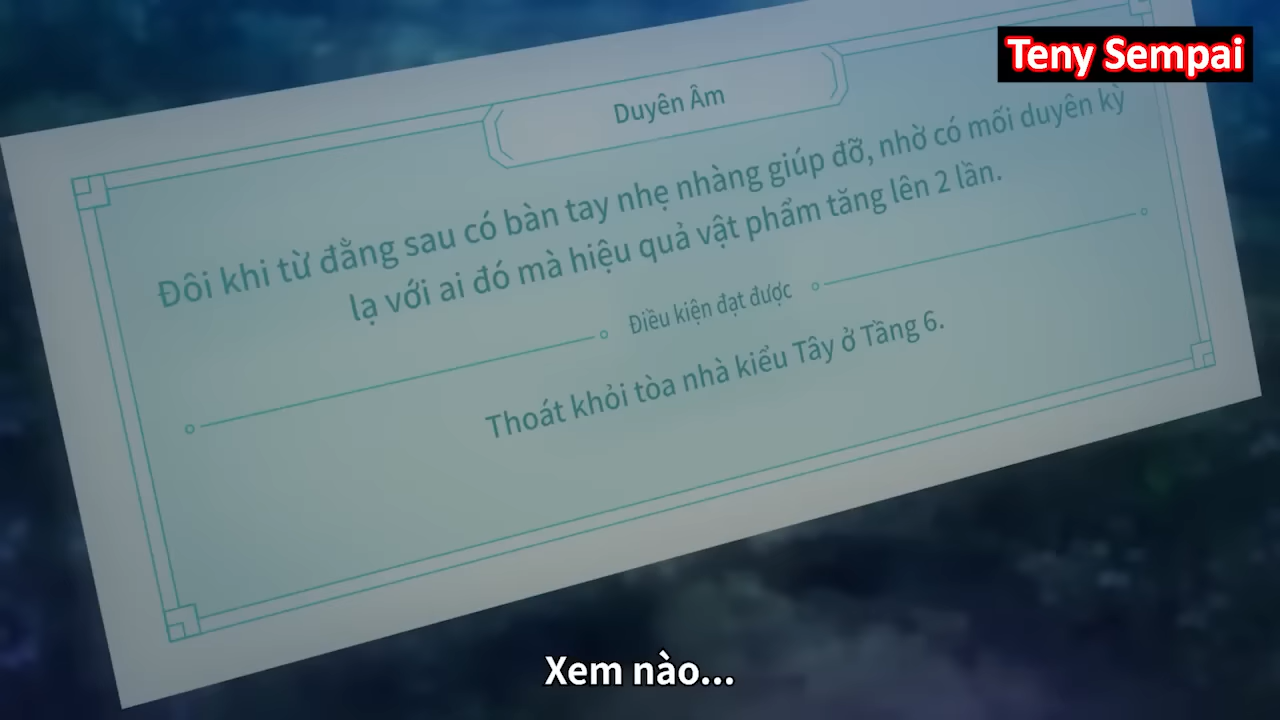 Teny Sempai
Duyên Âm
Đôi khi từ đằng sau có bàn tay nhẹ nhàng giúp đỡ, nhờ có mối duyên kỳ
lạ với ai đó mà hiệu quả vật phẩm tăng lên 2 lần.
Điều kiện đạt được
Thoát khỏi tòa nhà kiểu Tây ở Tầng 6.
Xem nào...